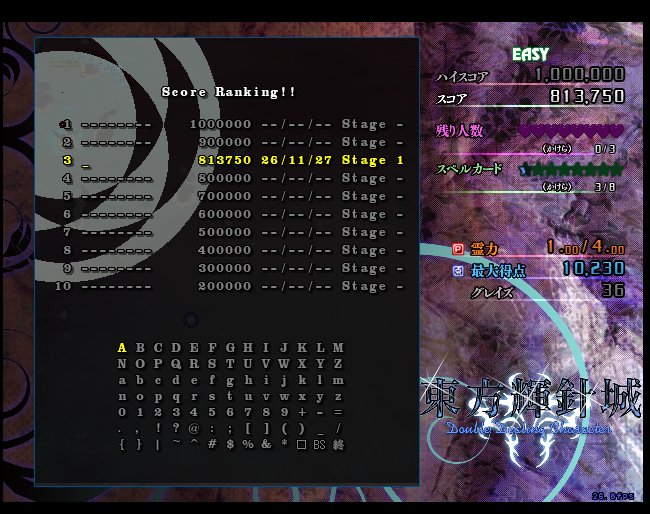 Score Ranking!!
1 -------- 1000000 --/--/-- Stage -
2 -------- 900000 --/--/-- Stage -
3 _ 813750 26/11/27 Stage 1
4 -------- 800000 --/--/-- Stage -
5 -------- 700000 --/--/-- Stage -
6 -------- 600000 --/--/-- Stage -
7 -------- 500000 --/--/-- Stage -
8 -------- 400000 --/--/-- Stage -
9 -------- 300000 --/--/-- Stage -
10 -------- 200000 --/--/-- Stage -
A B C D E F G H I J K L M
N O P Q R S T U V W X Y Z
a b c d e f g h i j k l m
n o p q r s t u v w x y z
0 1 2 3 4 5 6 7 8 9 + - =
. , ! ? @ : ; [ ] ( ) _ /
{ } | ~ ^ # $ % & * □ BS 終
EASY
ハイスコア 1,000,000
スコア 813,750
残り人数
(かけら) 0/3
スペルカード
(かけら) 3/8
P 霊力 1.00/4.00
最大得点 10,230
グレイズ 36
東方輝針城
Double Dealing Character
26.8fps